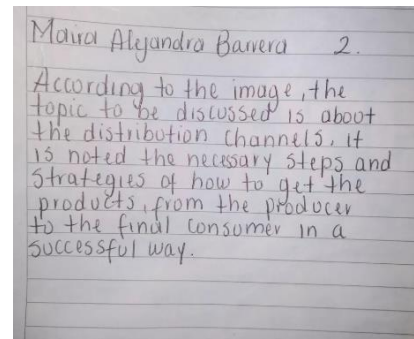 Maira Alejandra Barrera 2.
According to the image, the
topic to be discussed is about
the distribution channels, it
is noted the necessary steps and
strategies of how to get the
products, from the producer
to the final consumer in a
successful way.